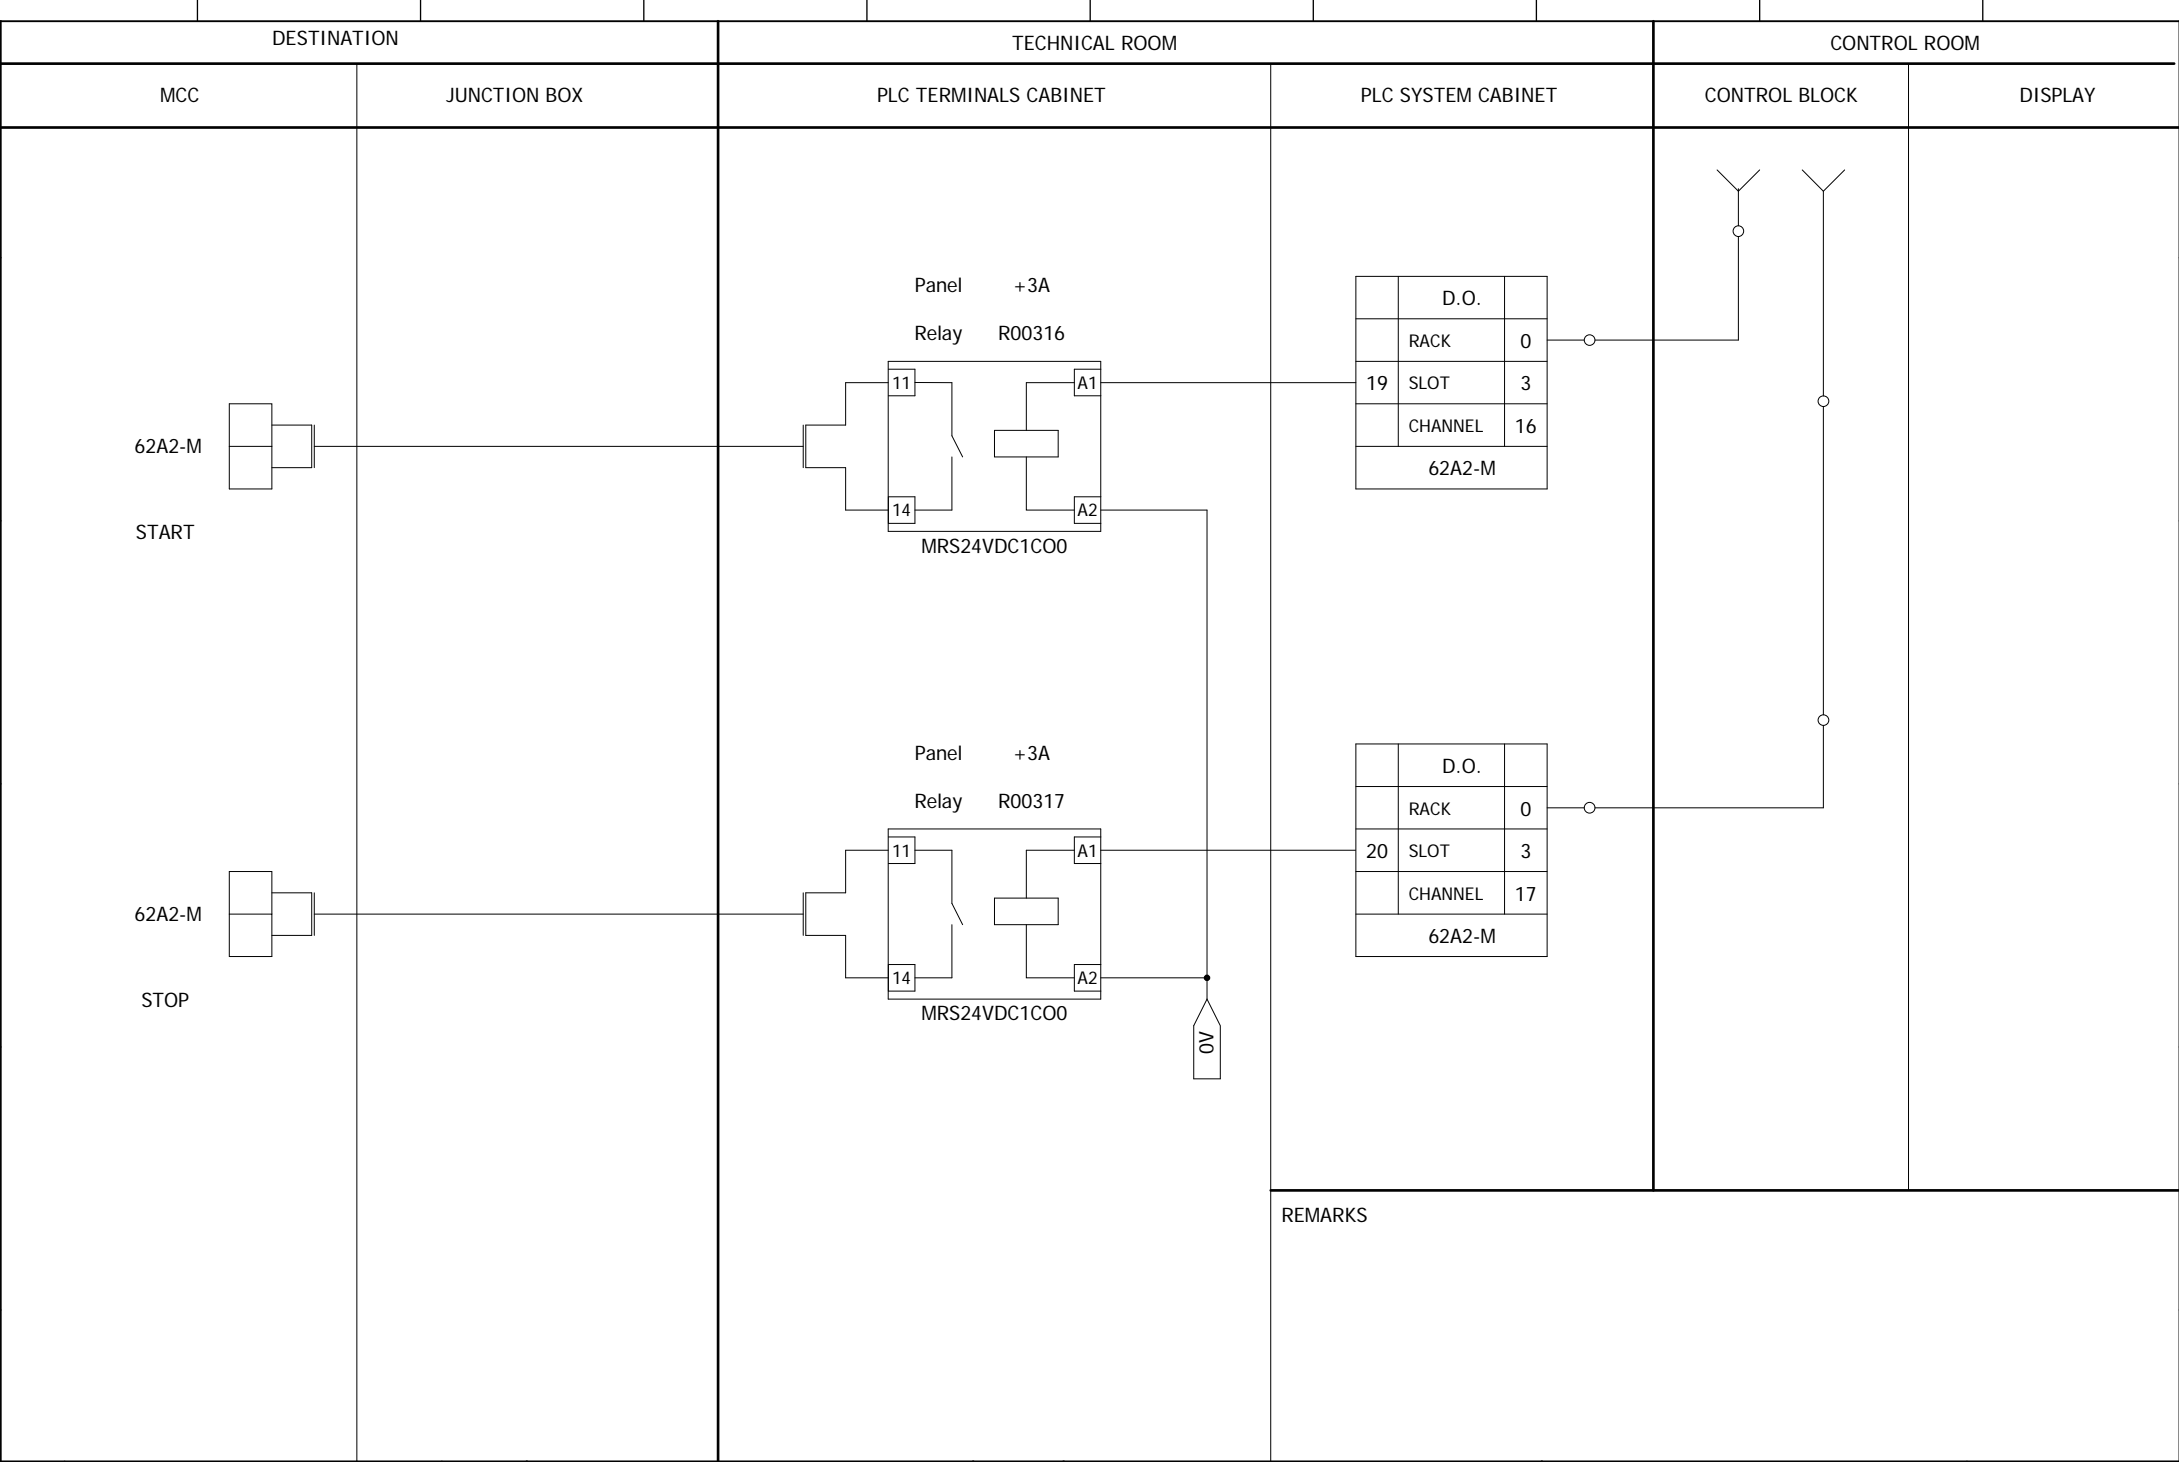 DESTINATION TECHNICAL ROOM CONTROL ROOM
MCC JUNCTION BOX PLC TERMINALS CABINET PLC SYSTEM CABINET CONTROL BLOCK DISPLAY
Panel +3A
D.O.
Relay R00316
RACK 0
11 A1 19 SLOT 3
CHANNEL 16
62A2-M
62A2-M
14 A2
START
MRS24VDC1CO0
Panel +3A
D.O.
Relay R00317
RACK 0
11 A1 20 SLOT 3
CHANNEL 17
62A2-M
62A2-M
14 A2
STOP
MRS24VDC1CO0
0V
REMARKS